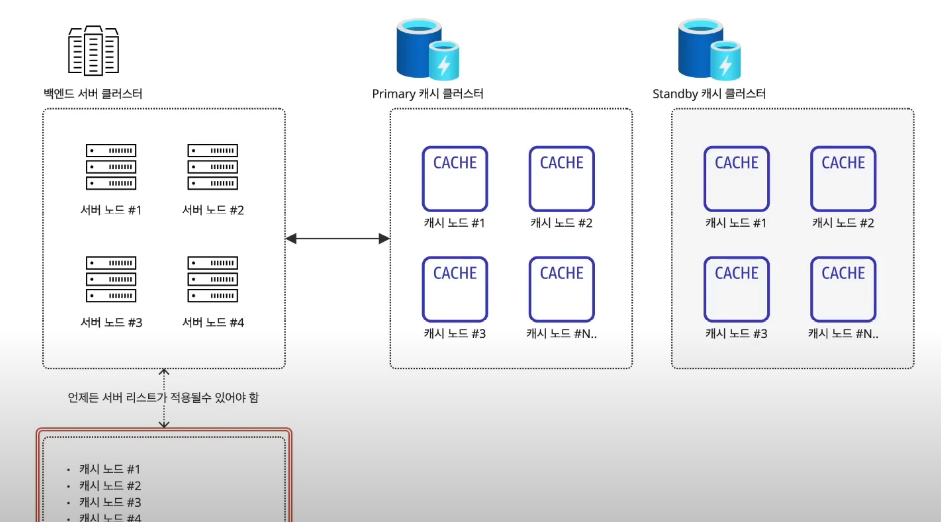 백엔드 서버 클러스터
Primary 캐시 클러스터
Standby 캐시 클러스터
서버 노드 #1
서버 노드 #2
서버 노드 #3
서버 노드 #4
CACHE
캐시 노드 #1
CACHE
캐시 노드 #2
CACHE
캐시 노드 #3
CACHE
캐시 노드 #N..
CACHE
캐시 노드 #1
CACHE
캐시 노드 #2
CACHE
캐시 노드 #3
CACHE
캐시 노드 #N..
언제든 서버 리스트가 적용될수 있어야 함
• 캐시 노드 #1
• 캐시 노드 #2
• 캐시 노드 #3
• 캐시 노드 #4